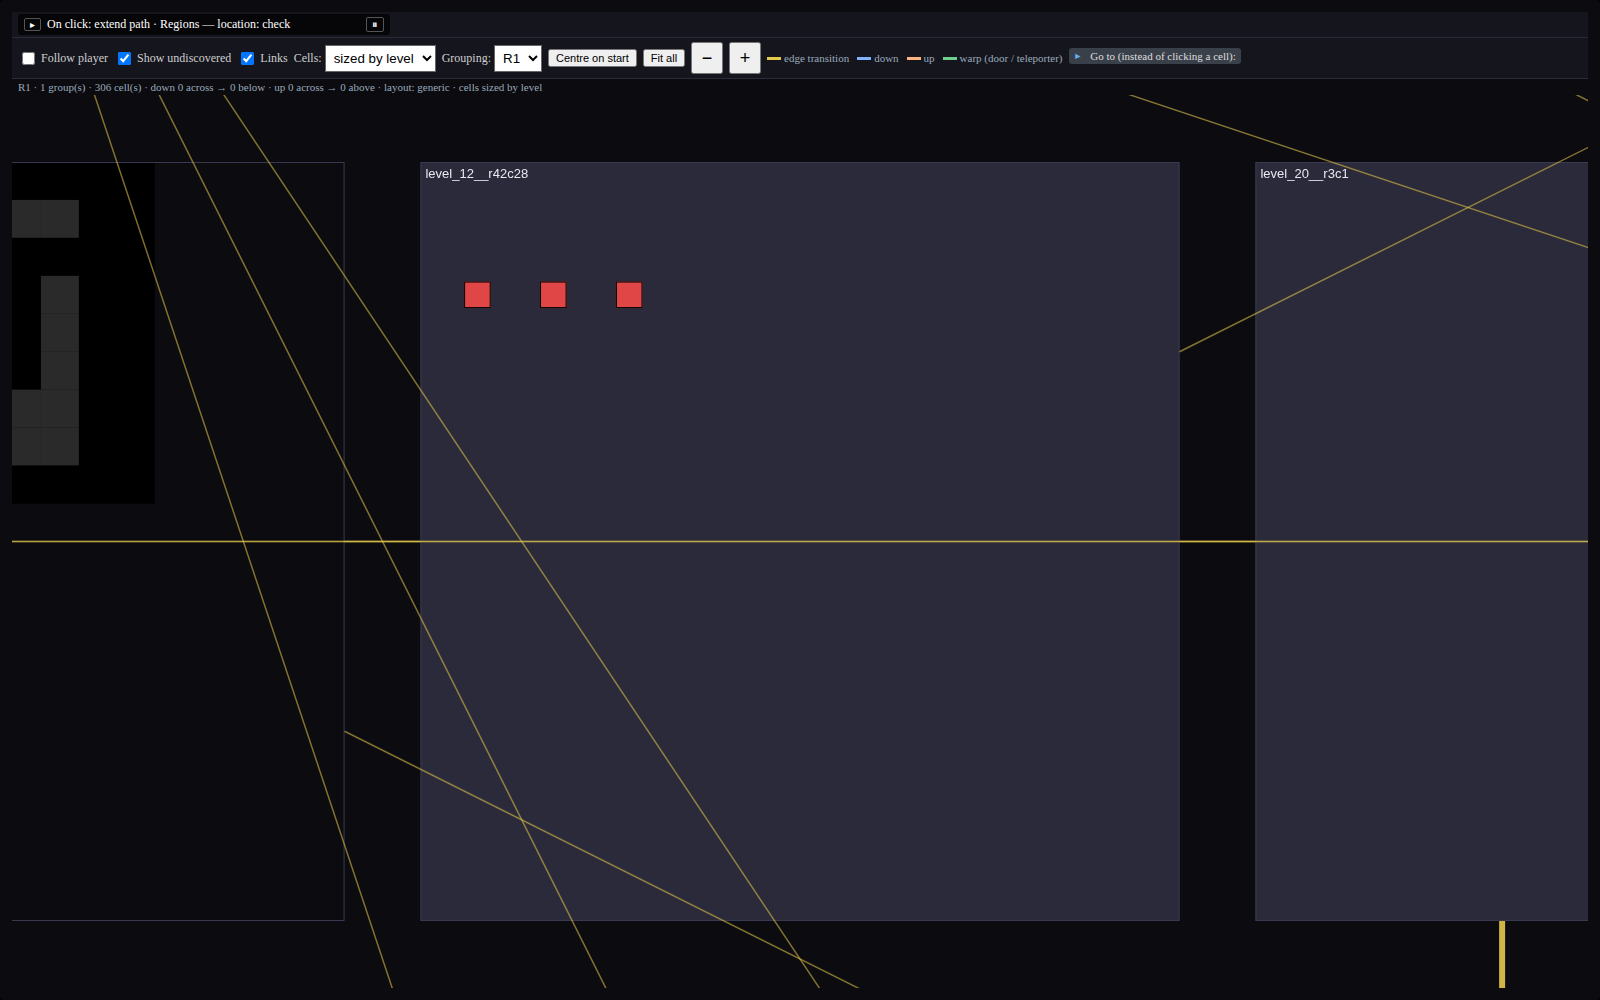 On click: extend path · Regions — location: check
Follow player Show undiscovered Links Cells: sized by level Grouping: R1 Centre on start Fit all − + edge transition down up warp (door / teleporter) Go to (instead of clicking a cell):
R1 · 1 group(s) · 306 cell(s) · down 0 across → 0 below · up 0 across → 0 above · layout: generic · cells sized by level
level_12__r42c28
level_20__r3c1